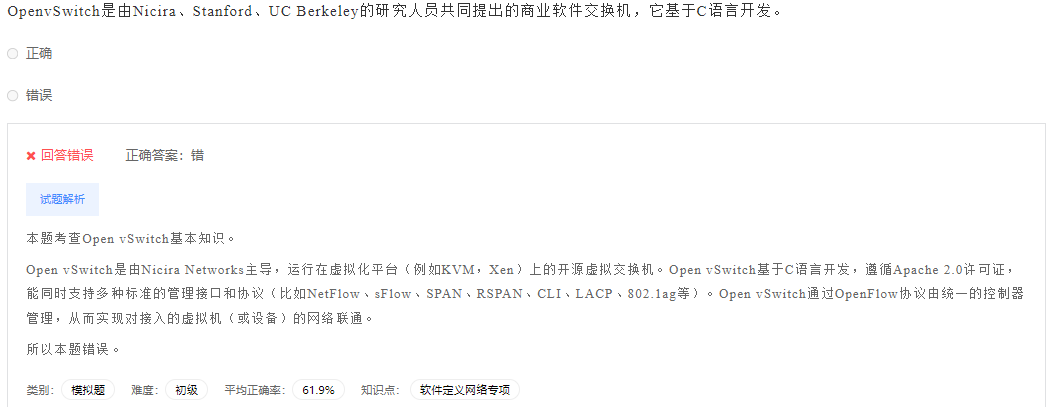 OpenvSwitch是由Nicira、Stanford、UC Berkeley的研究人员共同提出的商业软件交换机，它基于C语言开发。
正确
错误
回答错误 正确答案：错
试题解析
本题考查Open vSwitch基本知识。
Open vSwitch是由Nicira Networks主导，运行在虚拟化平台（例如KVM，Xen）上的开源虚拟交换机。Open vSwitch基于C语言开发，遵循Apache 2.0许可证，
能同时支持多种标准的管理接口和协议（比如NetFlow、sFlow、SPAN、RSPAN、CLI、LACP、802.1ag等）。Open vSwitch通过OpenFlow协议由统一的控制器
管理，从而实现对接入的虚拟机（或设备）的网络联通。
所以本题错误。
类别： 模拟题 难度： 初级 平均正确率： 61.9% 知识点： 软件定义网络专项